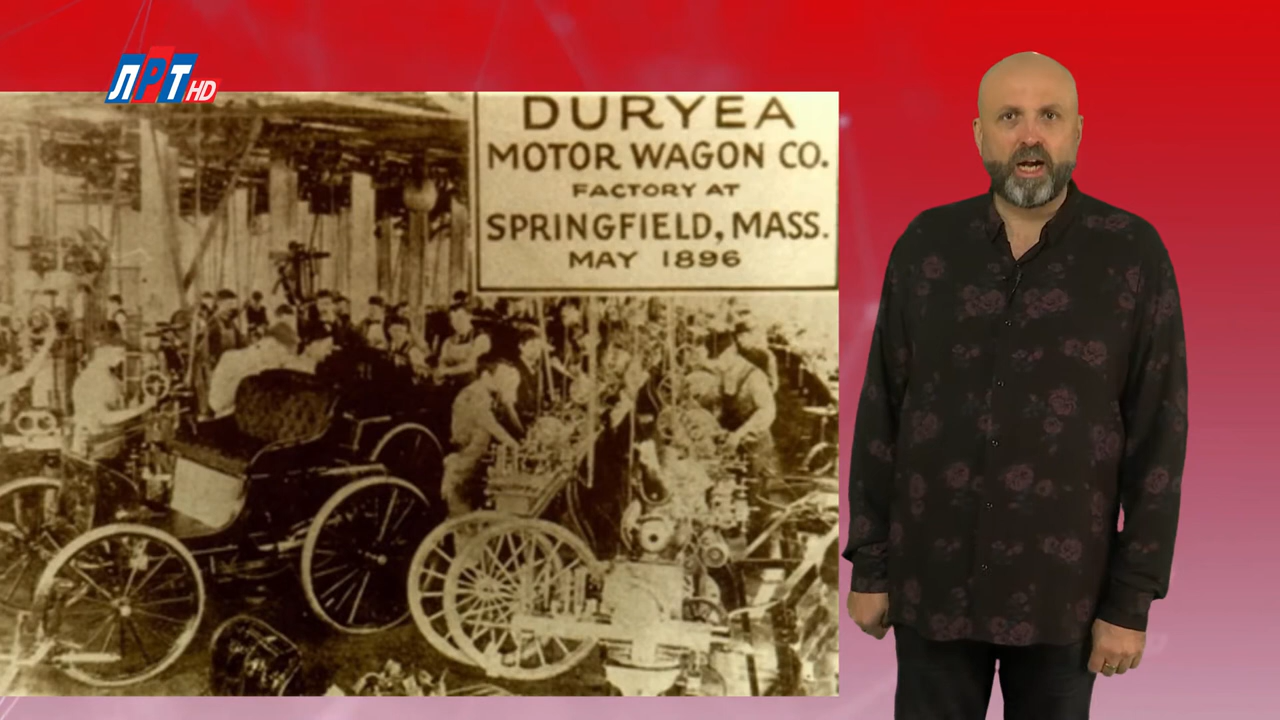 ЛРТ HD
DURYEA
MOTOR WAGON CO.
FACTORY AT
SPRINGFIELD, MASS.
MAY 1896